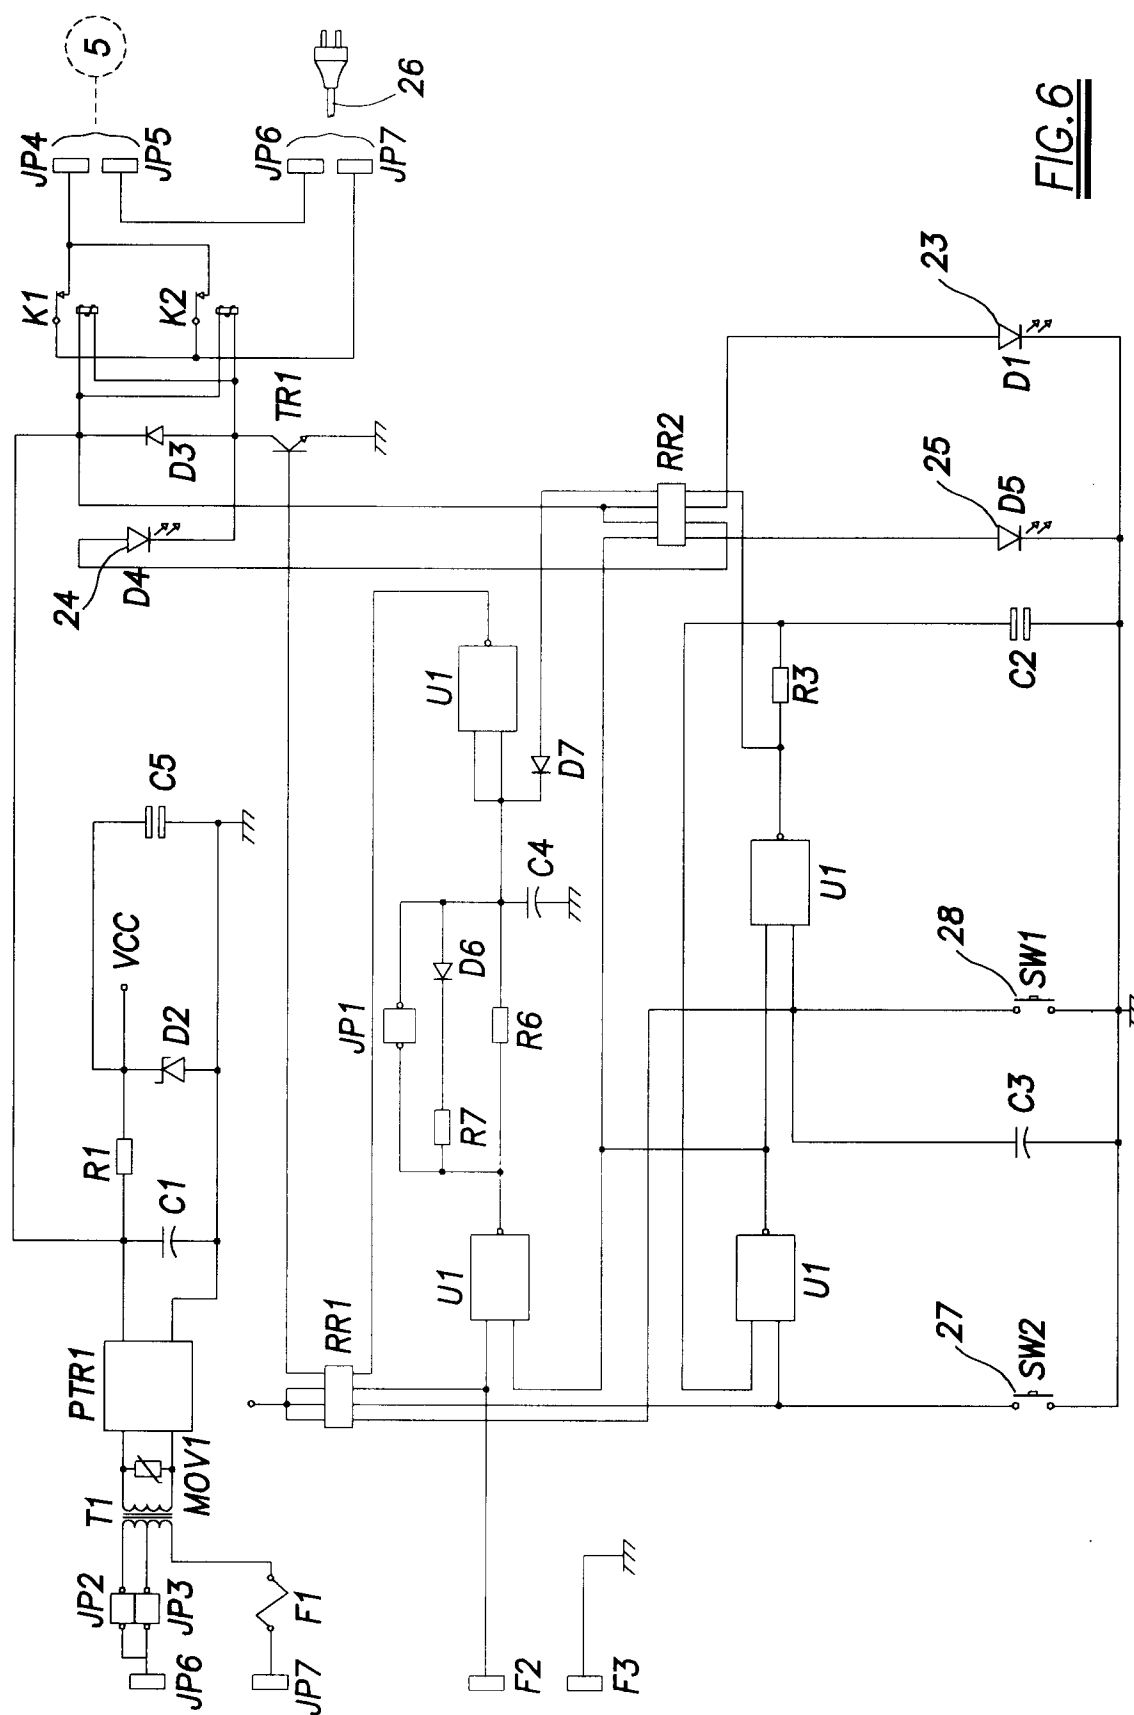 5
JP4
JP5
26
JP6
JP7
K1
K2
TR1
D3
24
D4
RR2
23
D1
25
D5
C5
VCC
D2
R1
C1
PTR1
T1
MOV1
JP2
JP3
JP6
JP7
F1
U1
D7
C4
D6
JP1
R7
R6
U1
RR1
F2
F3
R3
C2
U1
28
SW1
C3
U1
27
SW2
FIG.6